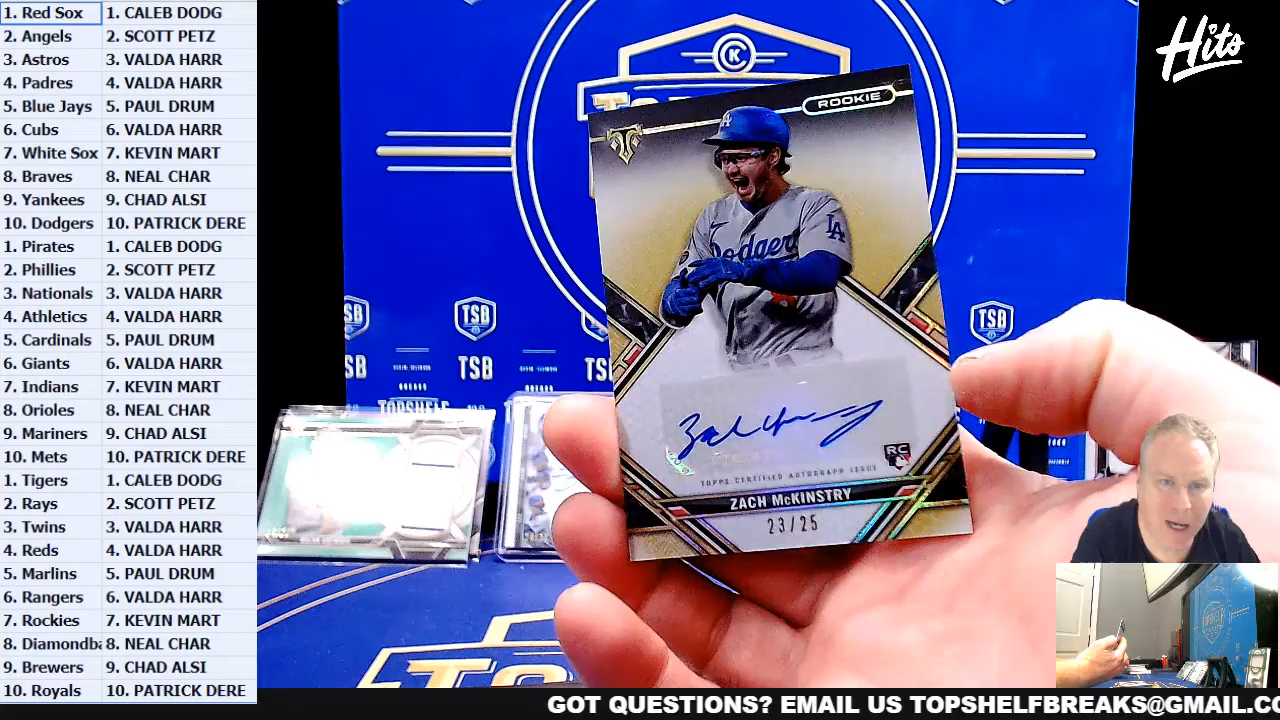 1. Red Sox 1. CALEB DODG
2. Angels 2. SCOTT PETZ
3. Astros 3. VALDA HARR
4. Padres 4. VALDA HARR
5. Blue Jays 5. PAUL DRUM
6. Cubs 6. VALDA HARR
7. White Sox 7. KEVIN MART
8. Braves 8. NEAL CHAR
9. Yankees 9. CHAD ALSI
10. Dodgers 10. PATRICK DERE
1. Pirates 1. CALEB DODG
2. Phillies 2. SCOTT PETZ
3. Nationals 3. VALDA HARR
4. Athletics 4. VALDA HARR
5. Cardinals 5. PAUL DRUM
6. Giants 6. VALDA HARR
7. Indians 7. KEVIN MART
8. Orioles 8. NEAL CHAR
9. Mariners 9. CHAD ALSI
10. Mets 10. PATRICK DERE
1. Tigers 1. CALEB DODG
2. Rays 2. SCOTT PETZ
3. Twins 3. VALDA HARR
4. Reds 4. VALDA HARR
5. Marlins 5. PAUL DRUM
6. Rangers 6. VALDA HARR
7. Rockies 7. KEVIN MART
8. Diamondba 8. NEAL CHAR
9. Brewers 9. CHAD ALSI
10. Royals 10. PATRICK DERE
Hits
CK
ROOKIE
LA
Dodgers
LA
TSB
TSB
TSB
RC
TOPPS CERTIFIED AUTOGRAPH ISSUE
ZACH McKINSTRY
23/25
GOT QUESTIONS? EMAIL US TOPSHELFBREAKS@GMAIL.CO